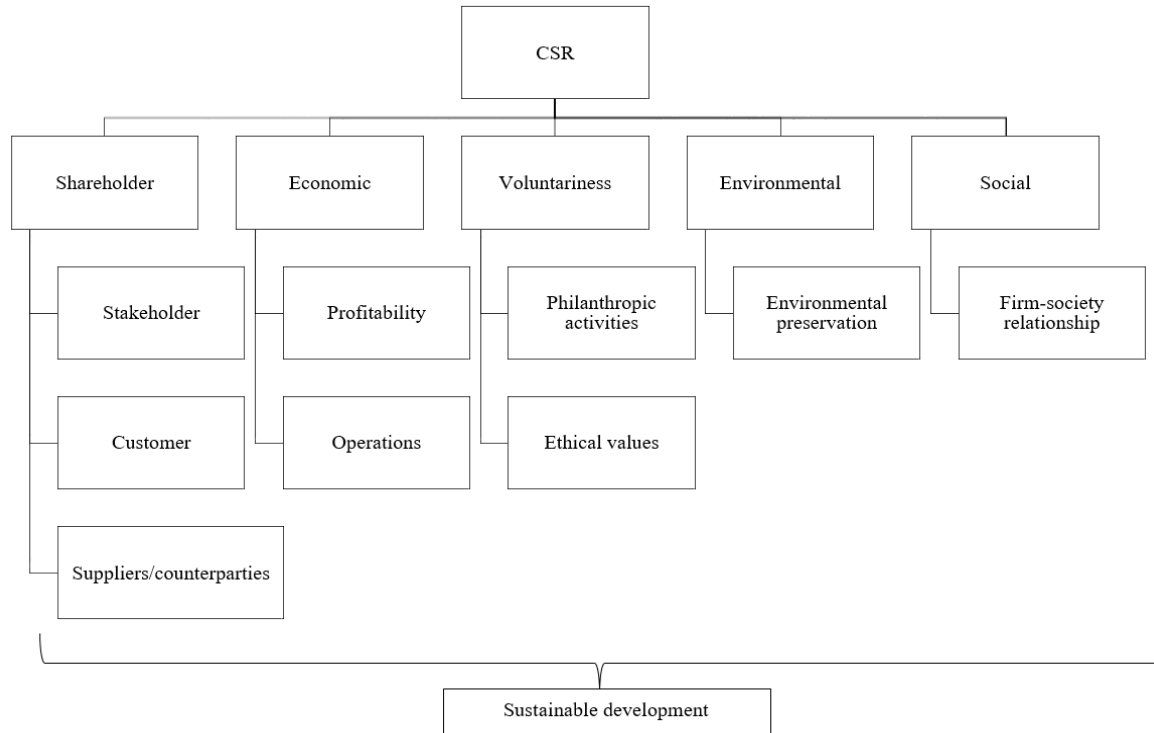 CSR
Shareholder
Economic
Voluntariness
Environmental
Social
Stakeholder
Profitability
Philanthropic
activities
Environmental
preservation
Firm-society
relationship
Customer
Operations
Ethical values
Suppliers/counterparties
Sustainable development